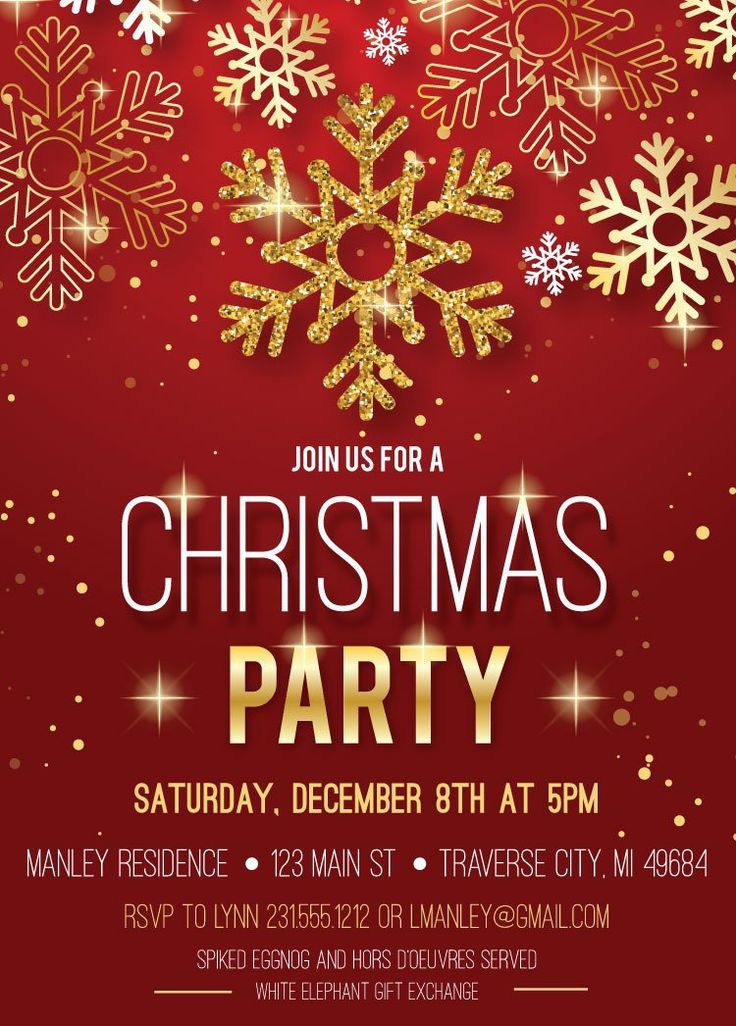 JOIN US FOR A
CHRISTMAS
PARTY
SATURDAY, DECEMBER 8TH AT 5PM
MANLEY RESIDENCE • 123 MAIN ST • TRAVERSE CITY, MI 49684
RSVP TO LYNN 231.555.1212 OR LMANLEY@GMAIL.COM
SPIKED EGGNOG AND HORS D'OEUVRES SERVED
WHITE ELEPHANT GIFT EXCHANGE